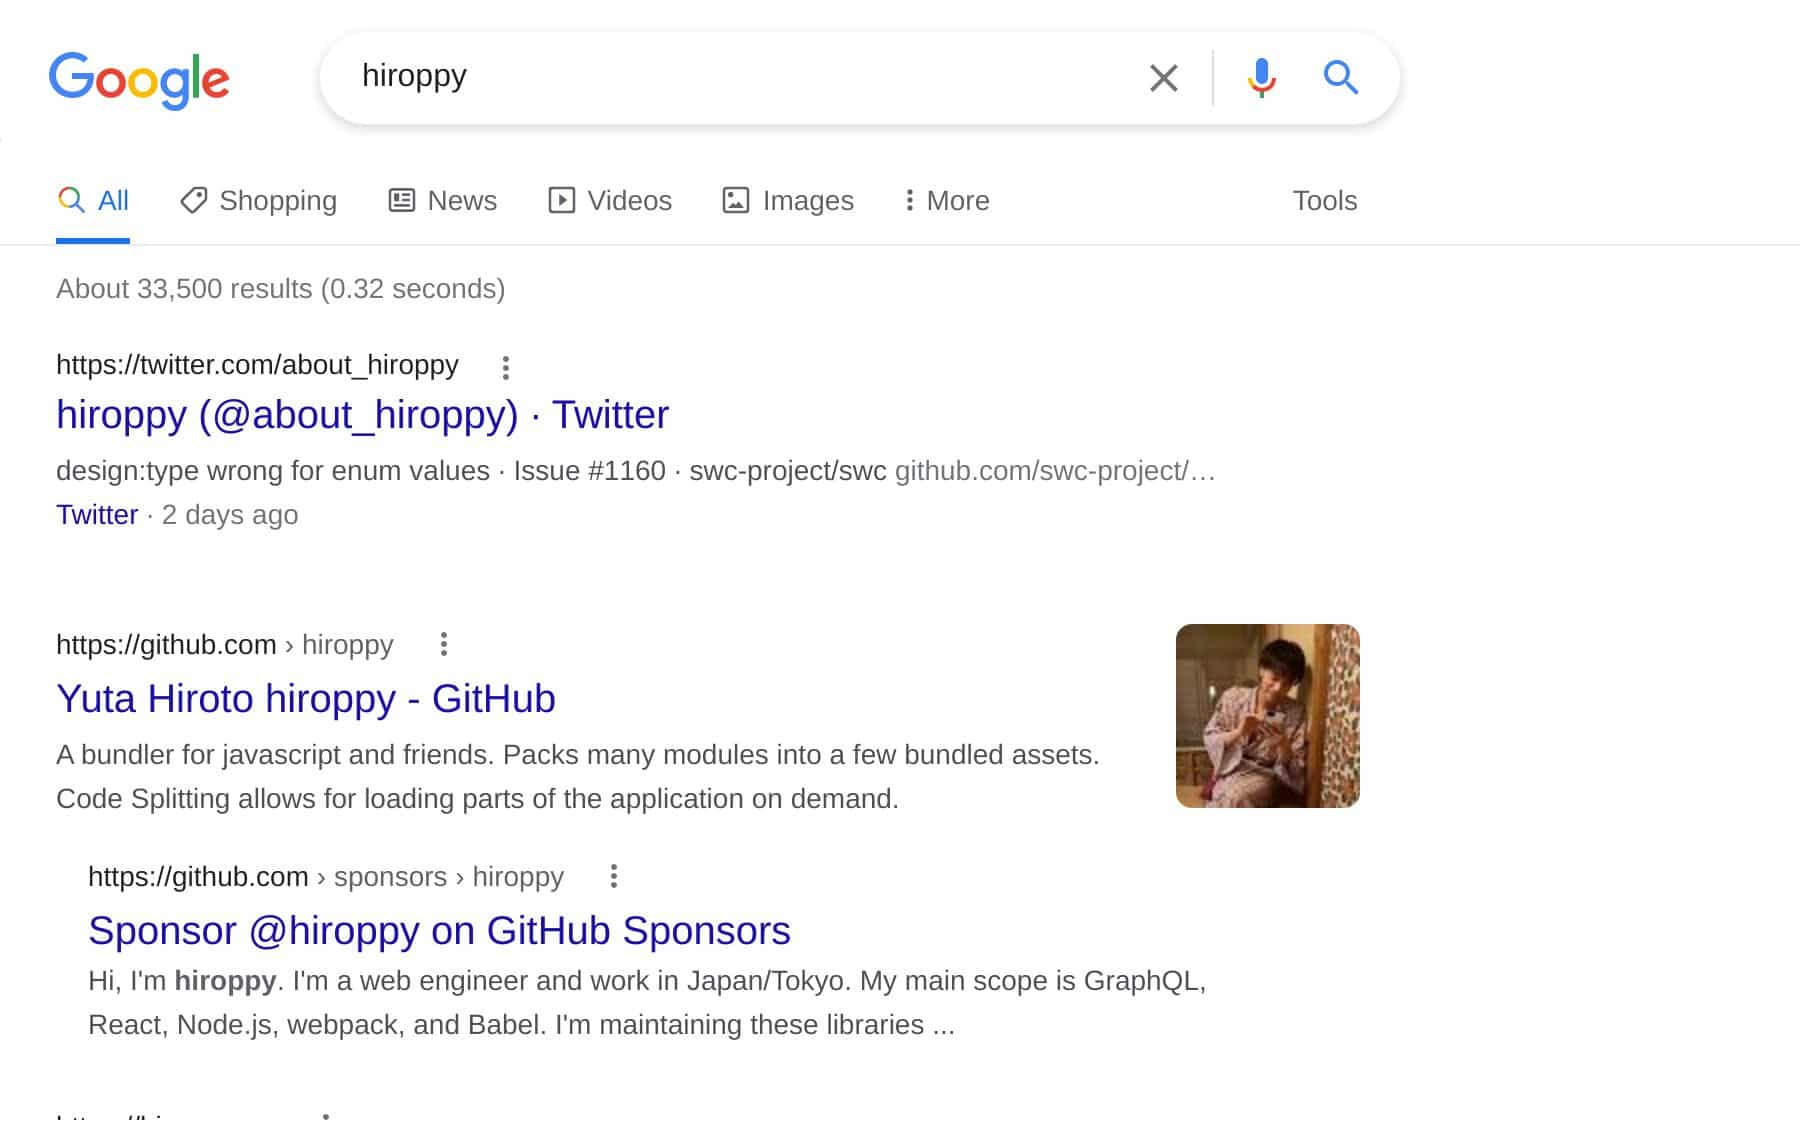 Google
hiroppy
All Shopping News Videos Images More Tools
About 33,500 results (0.32 seconds)
https://twitter.com/about_hiroppy
hiroppy (@about_hiroppy) · Twitter
design:type wrong for enum values · Issue #1160 · swc-project/swc github.com/swc-project/…
Twitter · 2 days ago
https://github.com › hiroppy
Yuta Hiroto hiroppy - GitHub
A bundler for javascript and friends. Packs many modules into a few bundled assets.
Code Splitting allows for loading parts of the application on demand.
https://github.com › sponsors › hiroppy
Sponsor @hiroppy on GitHub Sponsors
Hi, I'm hiroppy. I'm a web engineer and work in Japan/Tokyo. My main scope is GraphQL,
React, Node.js, webpack, and Babel. I'm maintaining these libraries ...